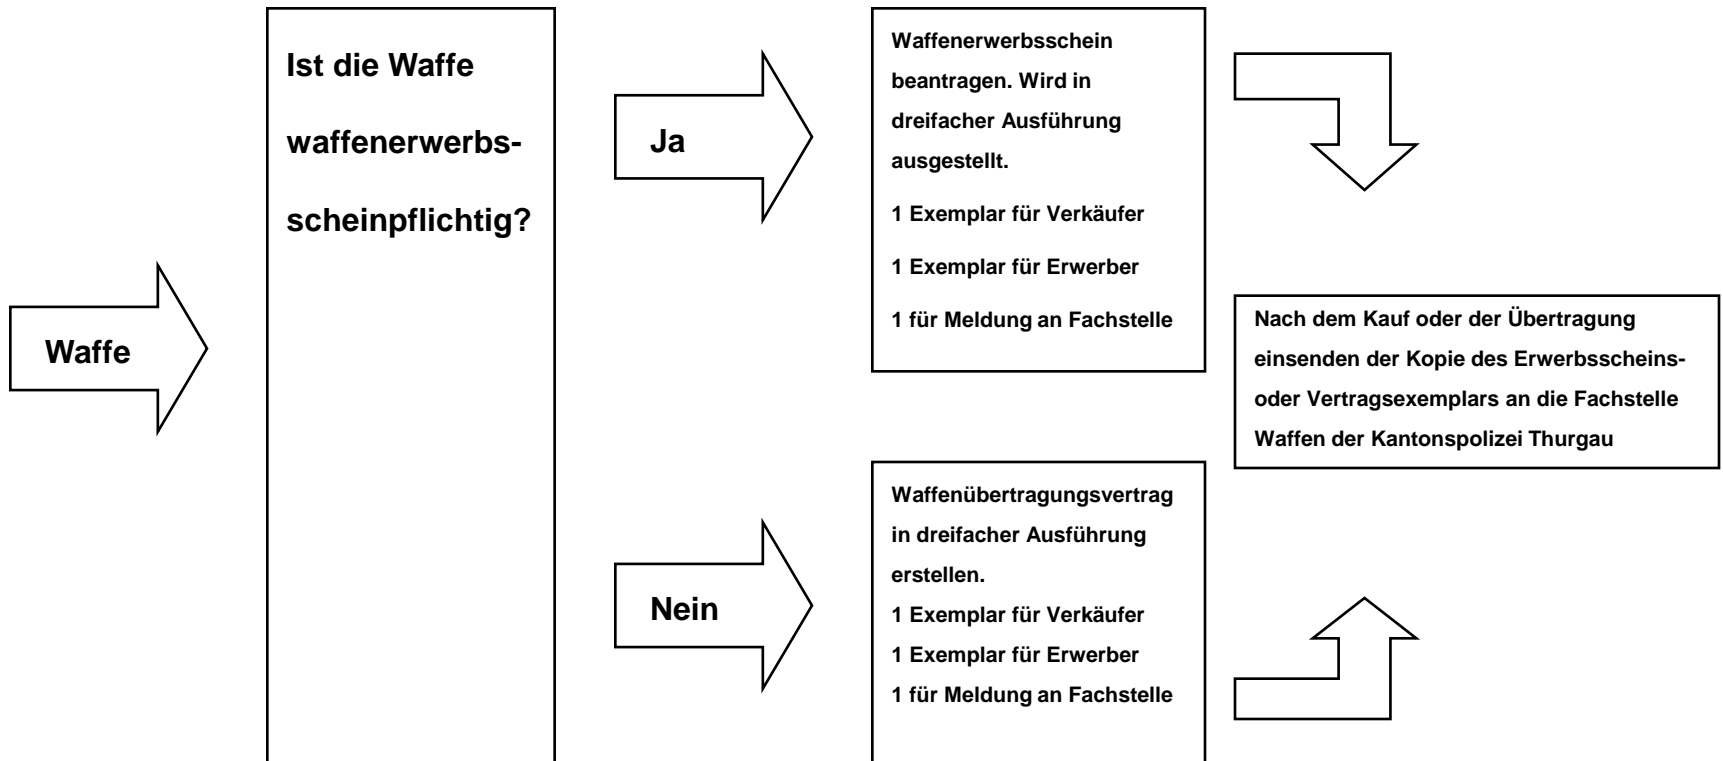 Waffe
Ist die Waffe
waffenerwerbs-
scheinpflichtig?
Ja
Waffenerwerbsschein
beantragen. Wird in
dreifacher Ausführung
ausgestellt.
1 Exemplar für Verkäufer
1 Exemplar für Erwerber
1 für Meldung an Fachstelle
Nein
Waffenübertragungsvertrag
in dreifacher Ausführung
erstellen.
1 Exemplar für Verkäufer
1 Exemplar für Erwerber
1 für Meldung an Fachstelle
Nach dem Kauf oder der Übertragung
einsenden der Kopie des Erwerbsscheins-
oder Vertragsexemplars an die Fachstelle
Waffen der Kantonspolizei Thurgau